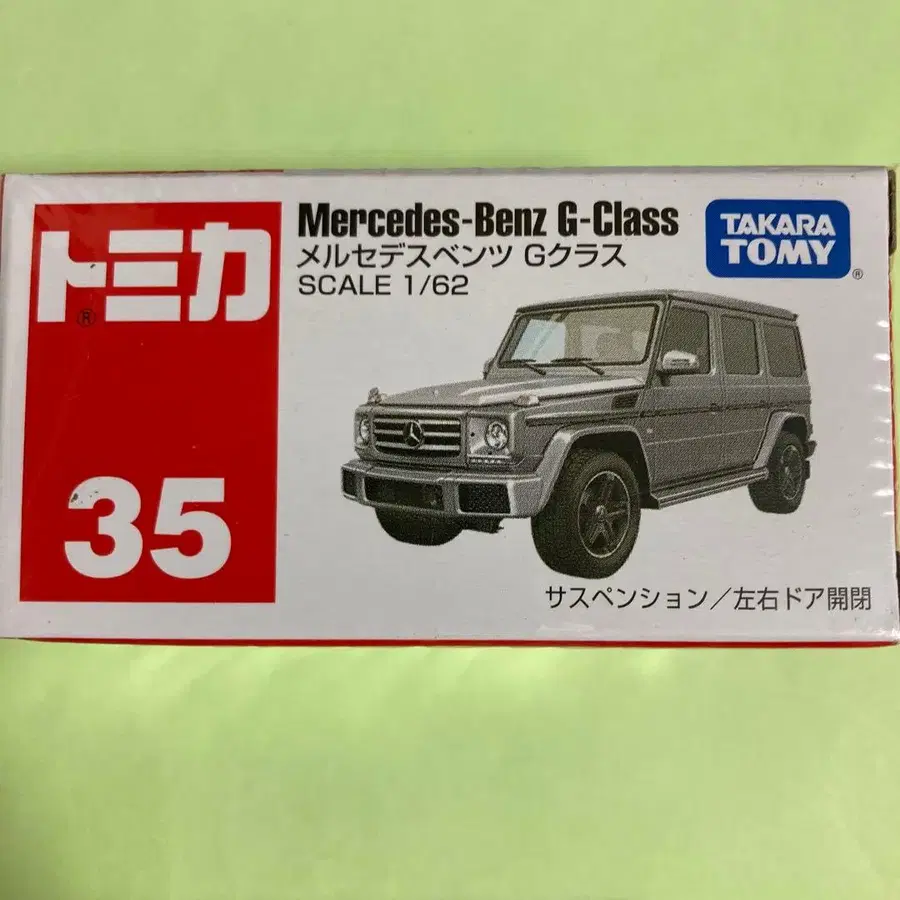 トミカ
®
35
Mercedes-Benz G-Class
メルセデスベンツ Gクラス
SCALE 1/62
TAKARA
TOMY
®
サスペンション／左右ドア開閉